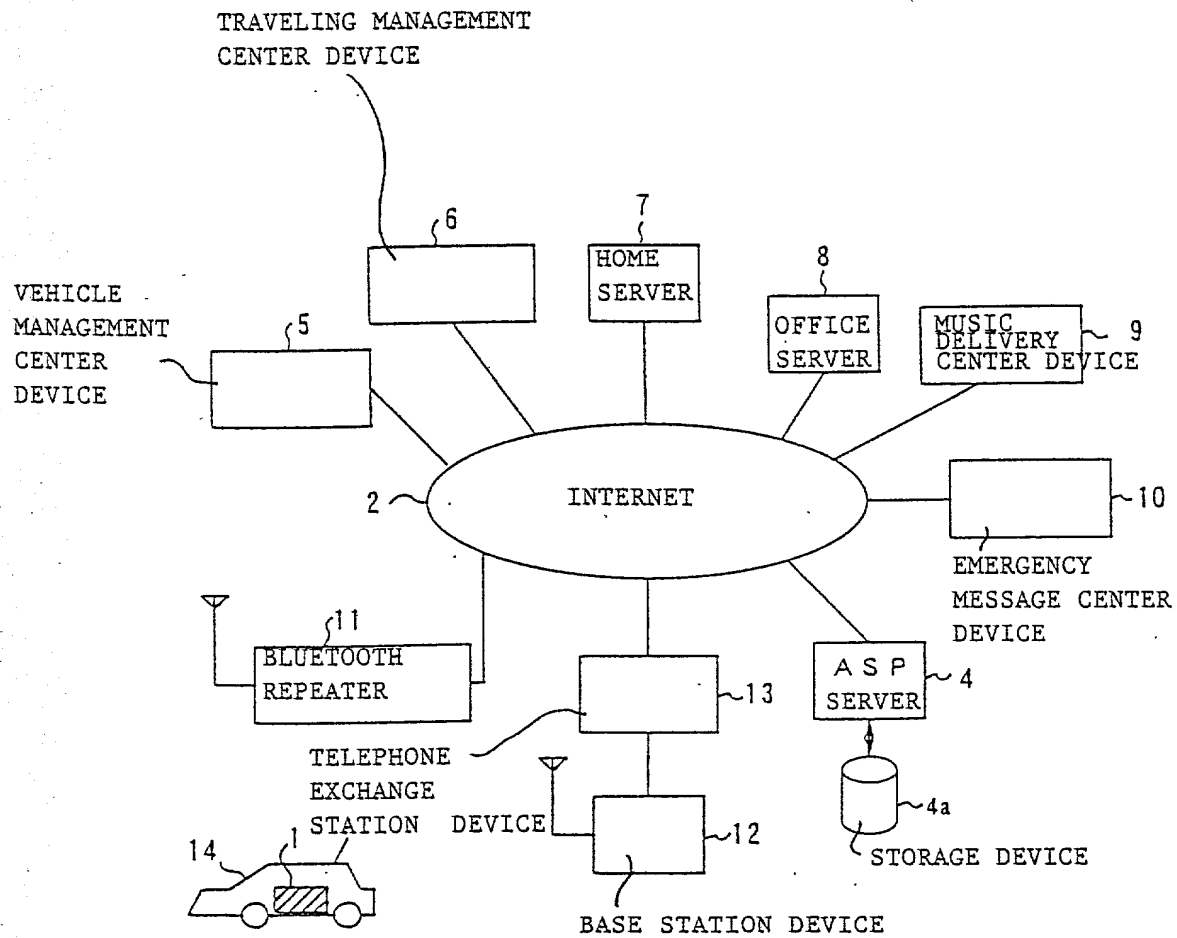 TRAVELING MANAGEMENT
CENTER DEVICE
6
7
HOME
SERVER
8
OFFICE
SERVER
MUSIC
DELIVERY
CENTER DEVICE
9
VEHICLE
MANAGEMENT
CENTER
DEVICE
5
2
INTERNET
10
EMERGENCY
MESSAGE CENTER
DEVICE
11
BLUETOOTH
REPEATER
13
ASP
SERVER
4
TELEPHONE
EXCHANGE
STATION DEVICE
12
4a
STORAGE DEVICE
14
1
BASE STATION DEVICE